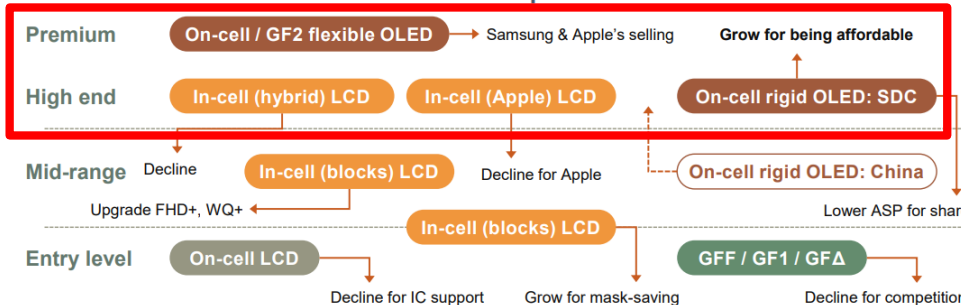 Premium
On-cell / GF2 flexible OLED
Samsung & Apple's selling
Grow for being affordable
High end
In-cell (hybrid) LCD
In-cell (Apple) LCD
On-cell rigid OLED: SDC
Mid-range
Decline
In-cell (blocks) LCD
Decline for Apple
On-cell rigid OLED: China
Upgrade FHD+, WQ+
Lower ASP for shar
In-cell (blocks) LCD
Entry level
On-cell LCD
GFF / GF1 / GFΔ
Decline for IC support
Grow for mask-saving
Decline for competition